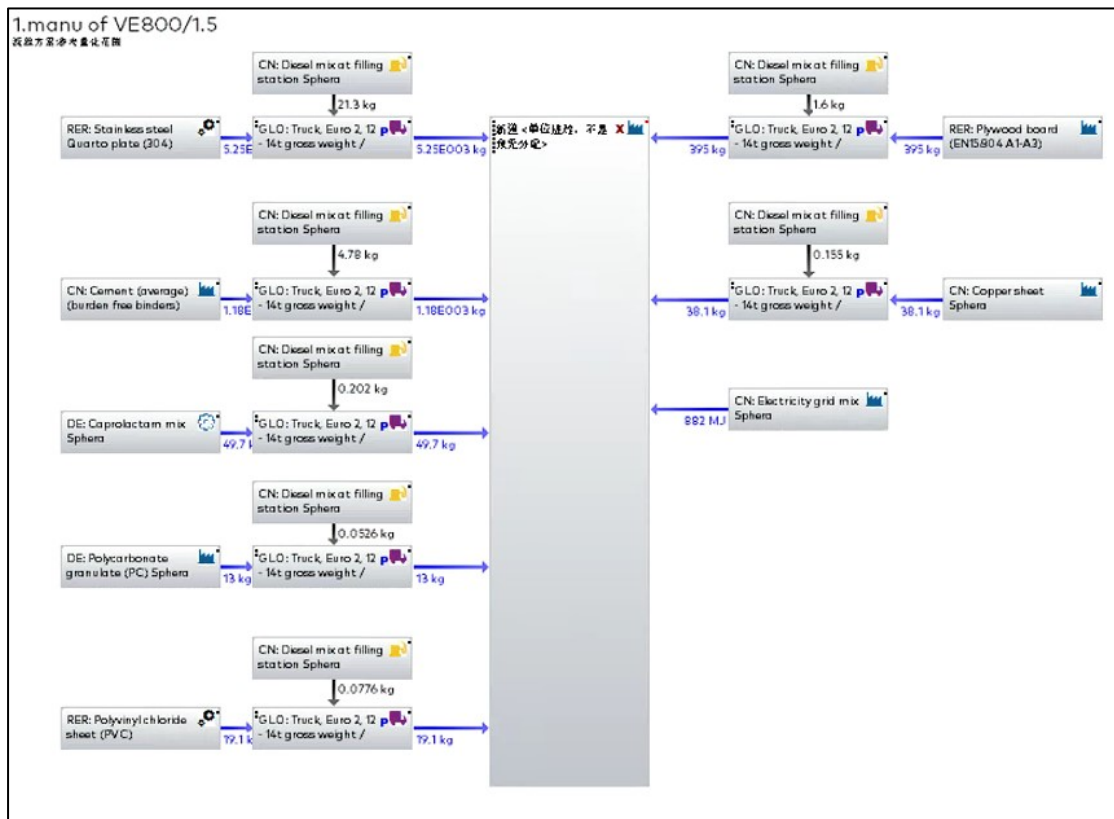 1.manu of VE800/1.5
CN: Diesel mix at filling
station Sphera
21.3 kg
RER: Stainless steel
Quarto plate (304)
5.25E
GLO: Truck, Euro 2, 12
- 14t gross weight /
5.25E003 kg
CN: Diesel mix at filling
station Sphera
1.6 kg
GLO: Truck, Euro 2, 12
- 14t gross weight /
395 kg
RER: Plywood board
(EN15804 A1-A3)
395 kg
CN: Diesel mix at filling
station Sphera
4.78 kg
CN: Cement (average)
(burden free binders)
1.18E
GLO: Truck, Euro 2, 12
- 14t gross weight /
1.18E003 kg
CN: Diesel mix at filling
station Sphera
0.155 kg
GLO: Truck, Euro 2, 12
- 14t gross weight /
38.1 kg
CN: Copper sheet
Sphera
38.1 kg
CN: Diesel mix at filling
station Sphera
0.202 kg
DE: Caprolactam mix
Sphera
49.7
GLO: Truck, Euro 2, 12
- 14t gross weight /
49.7 kg
CN: Electricity grid mix
Sphera
882 MJ
CN: Diesel mix at filling
station Sphera
0.0526 kg
DE: Polycarbonate
granulate (PC) Sphera
13 kg
GLO: Truck, Euro 2, 12
- 14t gross weight /
13 kg
CN: Diesel mix at filling
station Sphera
0.0776 kg
RER: Polyvinyl chloride
sheet (PVC)
19.1
GLO: Truck, Euro 2, 12
- 14t gross weight /
19.1 kg